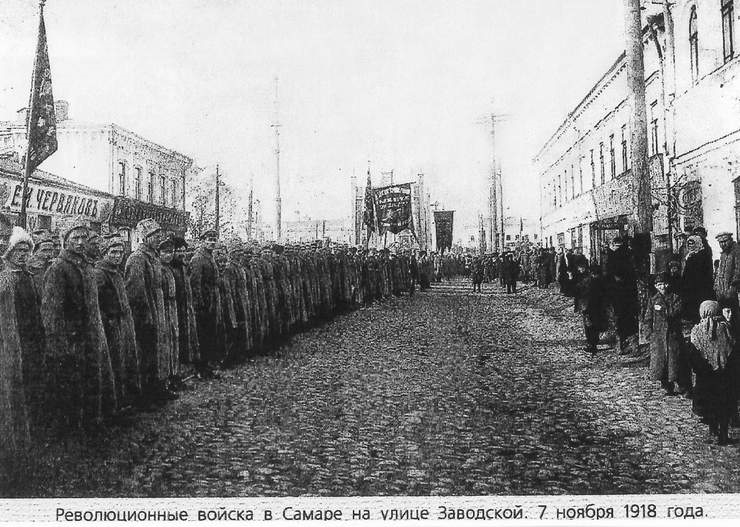 Е.И. ЧЕРВЯКОВЪ
Революционные войска в Самаре на улице Заводской. 7 ноября 1918 года.